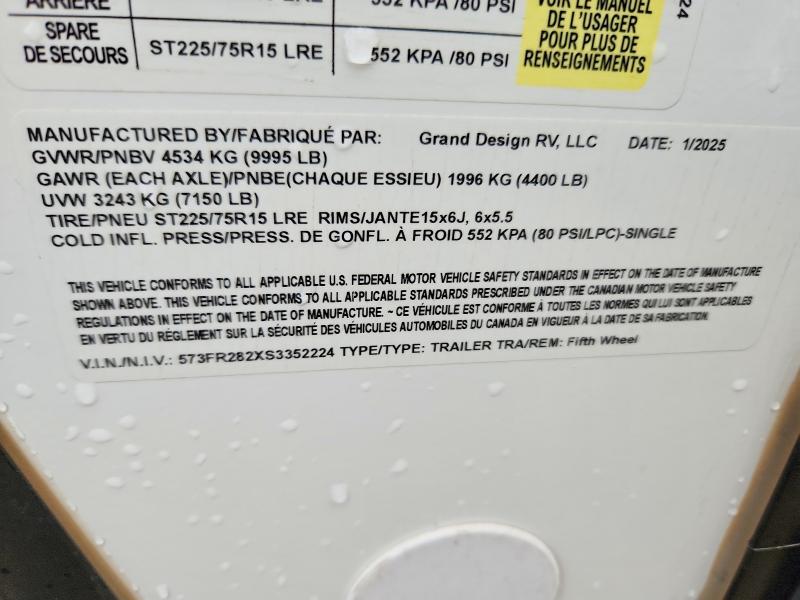 ARRIÈRE 552 KPA /80 PSI
SPARE
DE SECOURS
ST225/75R15 LRE
552 KPA /80 PSI
VOIR LE MANUEL
DE L'USAGER
POUR PLUS DE
RENSEIGNEMENTS
24
MANUFACTURED BY/FABRIQUÉ PAR: Grand Design RV, LLC DATE: 1/2025
GVWR/PNBV 4534 KG (9995 LB)
GAWR (EACH AXLE)/PNBE(CHAQUE ESSIEU) 1996 KG (4400 LB)
UVW 3243 KG (7150 LB)
TIRE/PNEU ST225/75R15 LRE RIMS/JANTE15x6J, 6x5.5
COLD INFL. PRESS/PRESS. DE GONFL. À FROID 552 KPA (80 PSI/LPC)-SINGLE
THIS VEHICLE CONFORMS TO ALL APPLICABLE U.S. FEDERAL MOTOR VEHICLE SAFETY STANDARDS IN EFFECT ON THE DATE OF MANUFACTURE
SHOWN ABOVE. THIS VEHICLE CONFORMS TO ALL APPLICABLE STANDARDS PRESCRIBED UNDER THE CANADIAN MOTOR VEHICLE SAFETY
REGULATIONS IN EFFECT ON THE DATE OF MANUFACTURE. ~ CE VÉHICULE EST CONFORME À TOUTES LES NORMES QUI LUI SONT APPLICABLES
EN VERTU DU RÉGLEMENT SUR LA SÉCURITÉ DES VÉHICULES AUTOMOBILES DU CANADA EN VIGUEUR À LA DATE DE SA FABRICATION.
V.I.N./N.I.V.: 573FR282XS3352224 TYPE/TYPE: TRAILER TRA/REM: Fifth Wheel